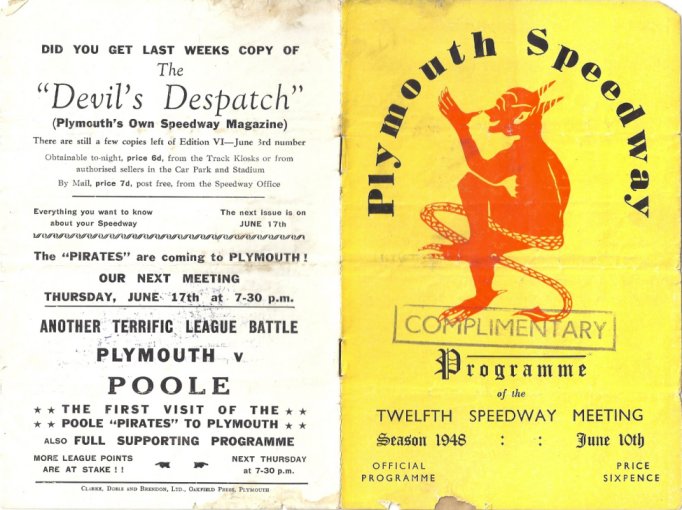 DID YOU GET LAST WEEKS COPY OF
The
"Devil's Despatch"
(Plymouth's Own Speedway Magazine)
There are still a few copies left of Edition VI—June 3rd number
Obtainable to-night, price 6d, from the Track Kiosks or from
authorised sellers in the Car Park and Stadium
By Mail, price 7d, post free, from the Speedway Office
Everything you want to know
about your Speedway
The next issue is on
JUNE 17th
The "PIRATES" are coming to PLYMOUTH!
OUR NEXT MEETING
THURSDAY, JUNE 17th at 7-30 p.m.
ANOTHER TERRIFIC LEAGUE BATTLE
PLYMOUTH v
POOLE
★ ★ THE FIRST VISIT OF THE ★ ★
★ ★ POOLE "PIRATES" TO PLYMOUTH ★ ★
ALSO FULL SUPPORTING PROGRAMME
MORE LEAGUE POINTS
ARE AT STAKE!!
NEXT THURSDAY
at 7-30 p.m.
CLARKE, DOBLE AND BRENDON, LTD., OAKFIELD PRESS, PLYMOUTH
Plymouth Speedway
COMPLIMENTARY
Programme
of the
TWELFTH SPEEDWAY MEETING
Season 1948 : : June 10th
OFFICIAL
PROGRAMME
PRICE
SIXPENCE